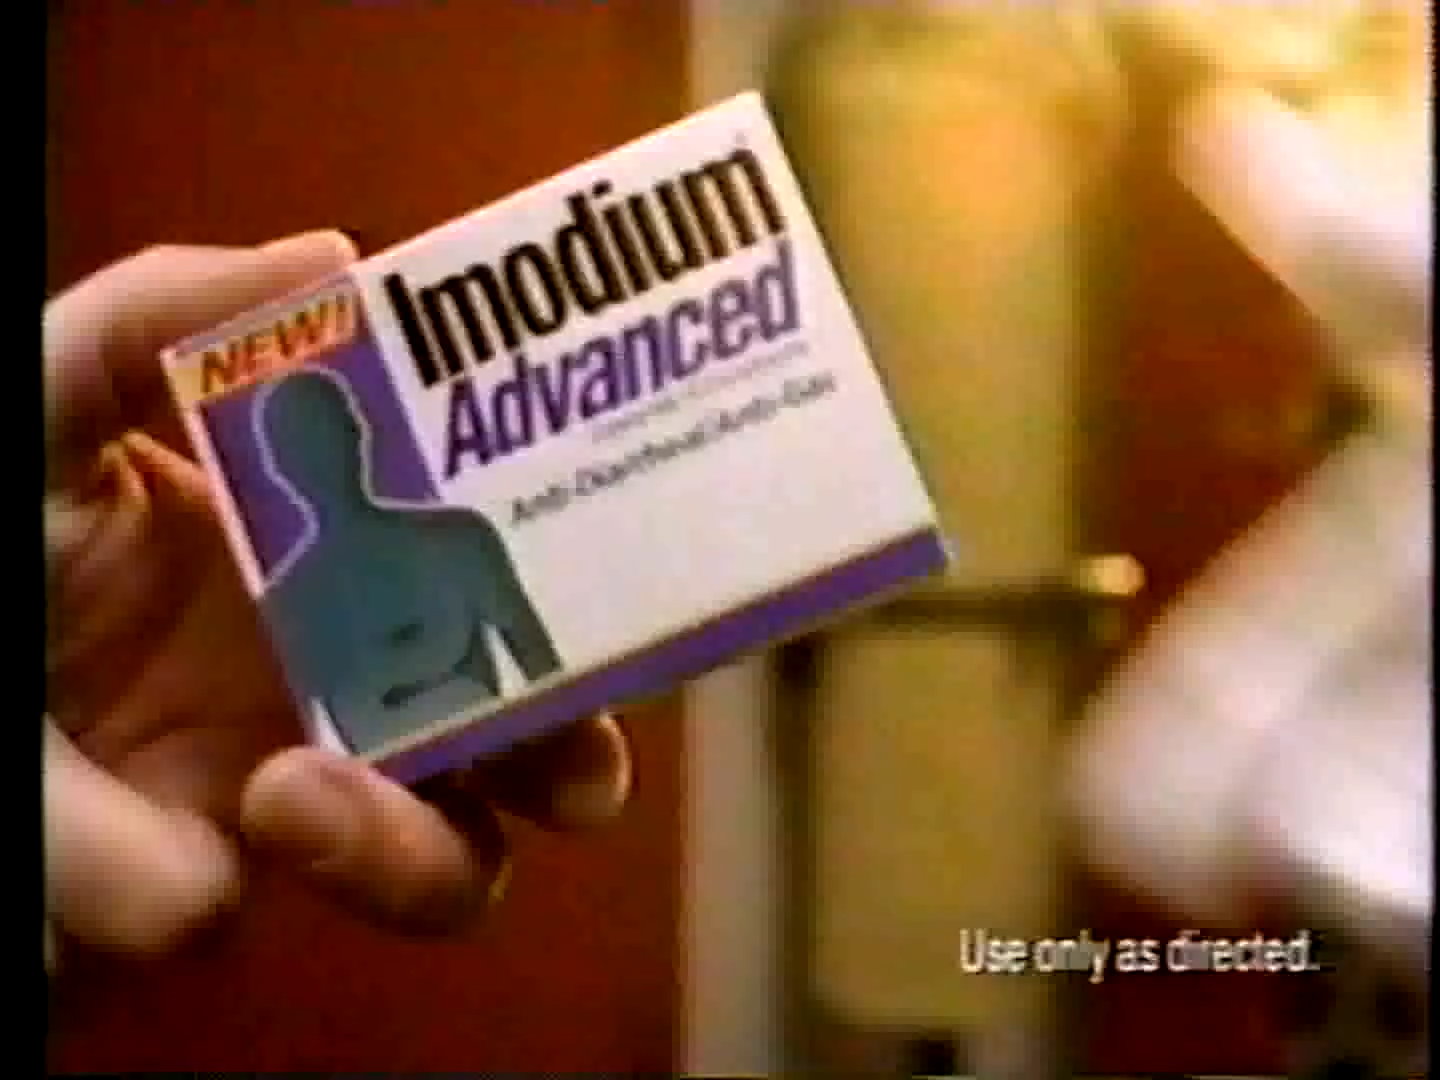 NEW!
Imodium
Advanced
Anti-Diarrheal/Anti-Gas
Use only as directed.